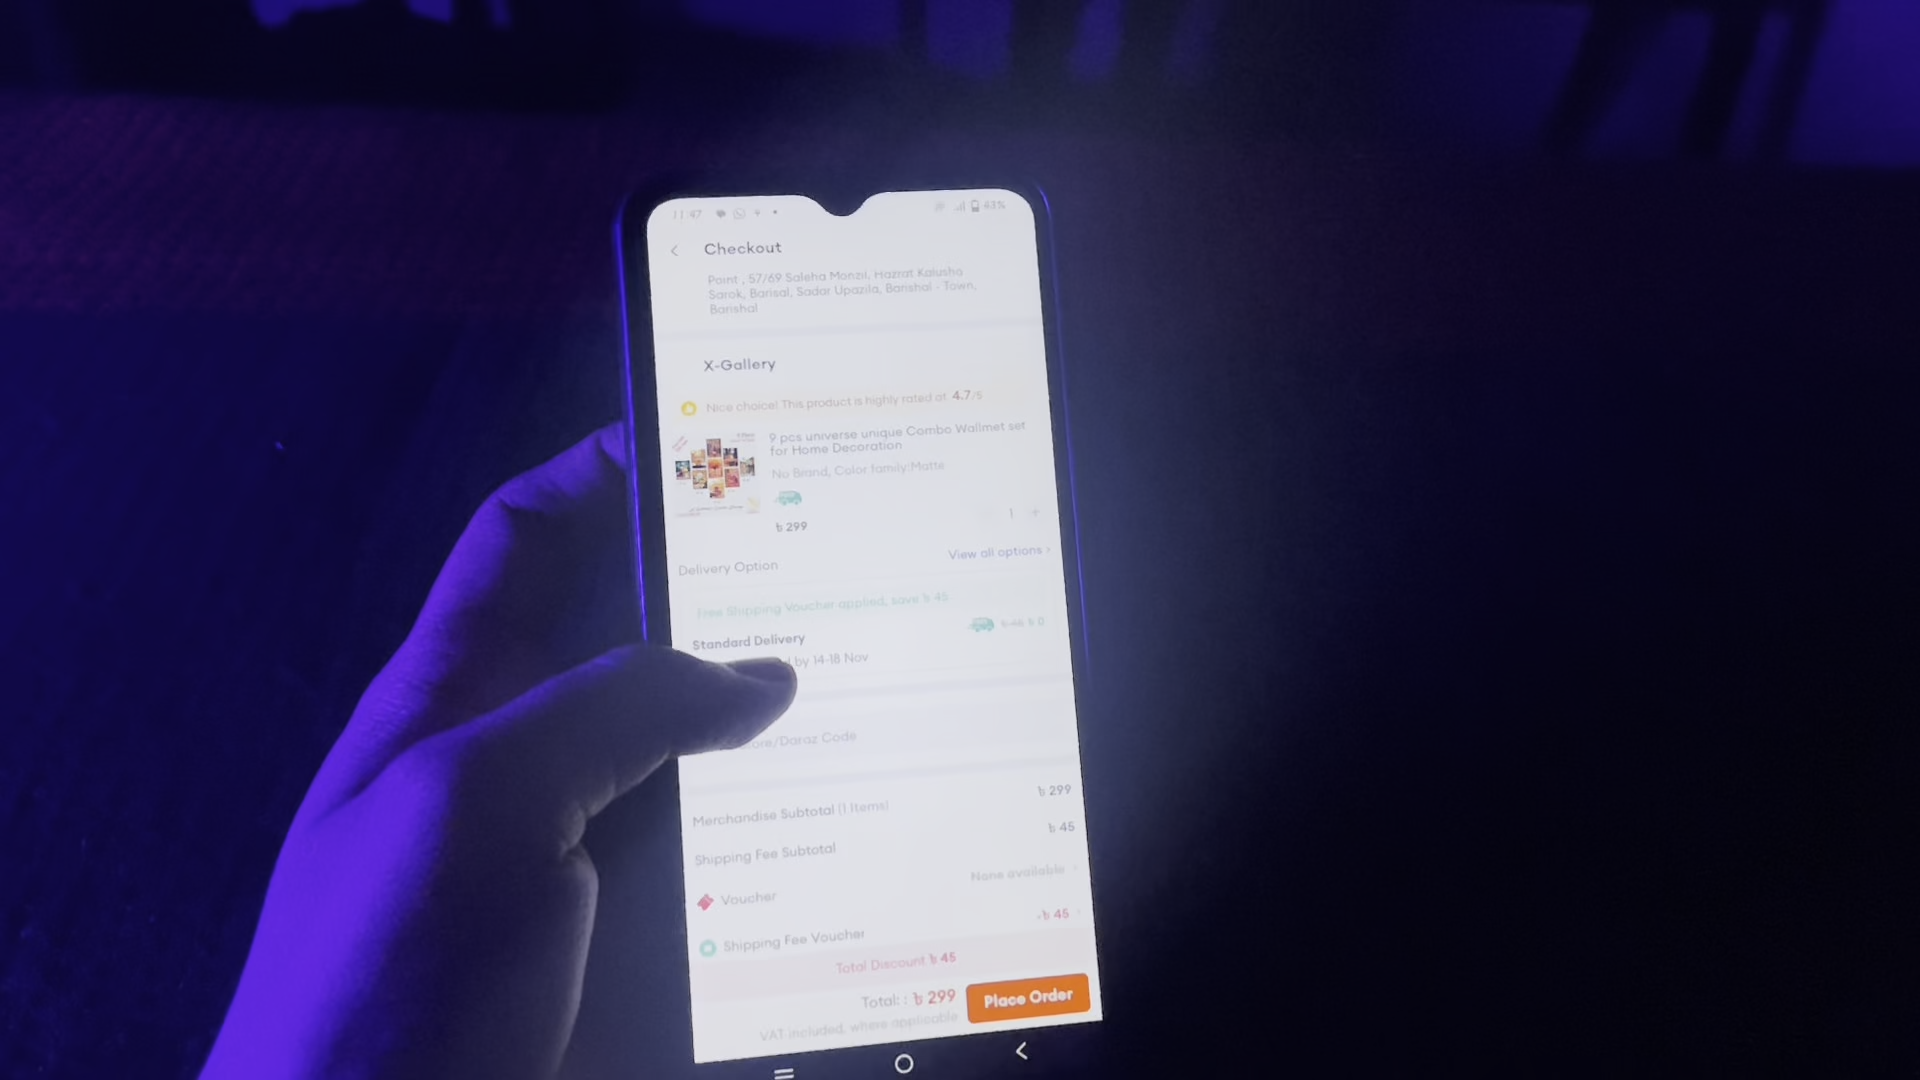 11:47
43%
Checkout
Point , 57/69 Saleha Monzil, Hazrat Kalusha
Sarok, Barisal, Sadar Upazila, Barishal - Town,
Barishal
X-Gallery
Nice choice! This product is highly rated at 4.7/5
9 pcs universe unique Combo Wallmet set
for Home Decoration
No Brand, Color family:Matte
৳ 299
1 +
Delivery Option
View all options ›
Free Shipping Voucher applied, save ৳ 45
Standard Delivery
৳ 45 ৳ 0
by 14-18 Nov
/Daraz Code
Merchandise Subtotal (1 Items)
৳ 299
Shipping Fee Subtotal
৳ 45
Voucher
None available
Shipping Fee Voucher
-৳ 45
Total Discount ৳ 45
Total: : ৳ 299
Place Order
VAT included, where applicable